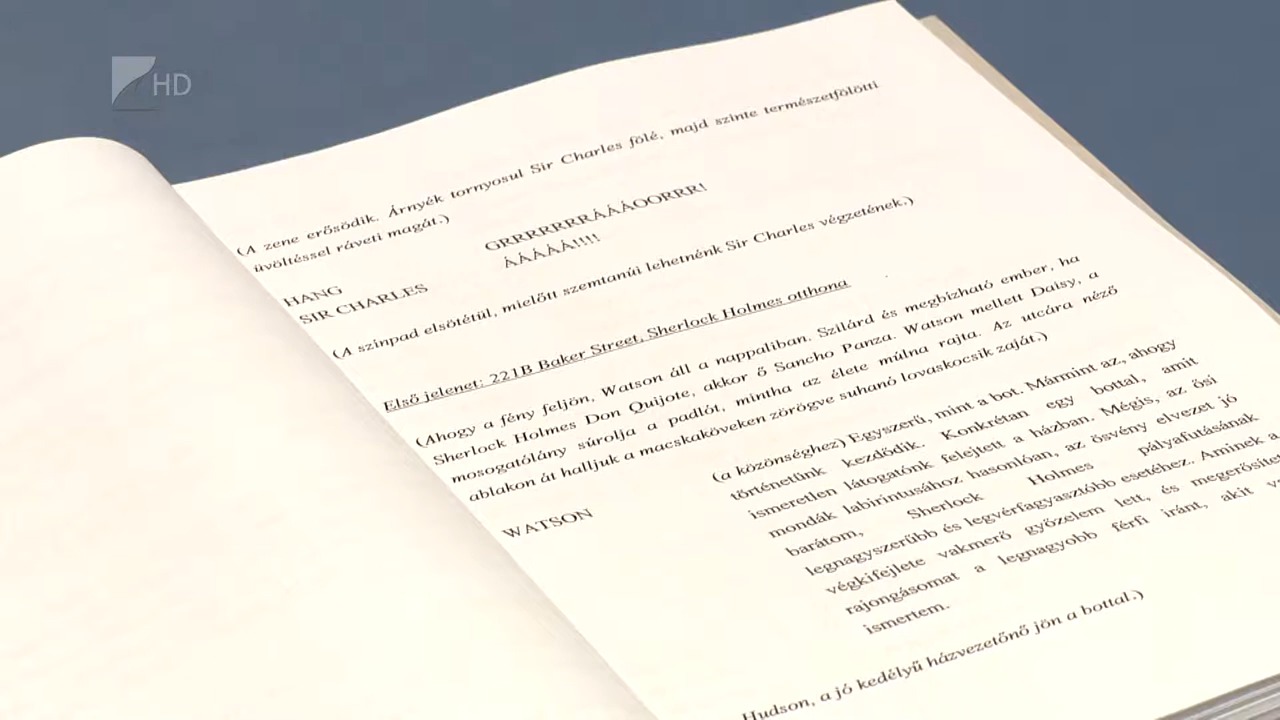 HD
(A zene erősödik. Árnyék tornyosul Sir Charles fölé, majd szinte természetfölötti
üvöltéssel ráveti magát.)
HANG GRRRRRRRÁÁÁOORRR!
SIR CHARLES ÁÁÁÁÁ!!!!
(A színpad elsötétül, mielőtt szemtanúi lehetnénk Sir Charles végzetének.)
Első jelenet: 221B Baker Street, Sherlock Holmes otthona
(Ahogy a fény feljön, Watson áll a nappaliban. Szilárd és megbízható ember, ha
Sherlock Holmes Don Quijote, akkor ő Sancho Panza. Watson mellett Daisy, a
mosogatólány súrolja a padlót, mintha az élete múlna rajta. Az utcára néző
ablakon át halljuk a macskaköveken zörögve suhanó lovaskocsik zaját.)
WATSON (a közönséghez) Egyszerű, mint a bot. Mármint az, ahogy
történetünk kezdődik. Konkrétan egy bottal, amit
ismeretlen látogatónk felejtett a házban. Mégis, az ősi
mondák labirintusához hasonlóan, az ösvény elvezet jó
barátom, Sherlock Holmes pályafutásának
legnagyszerűbb és legvérfagyasztóbb esetéhez. Aminek a
végkifejlete vakmerő győzelem lett, és
rajongásomat a legnagyobb férfi iránt, akit
ismertem.
Hudson, a jó kedélyű házvezetőnő jön a bottal.)